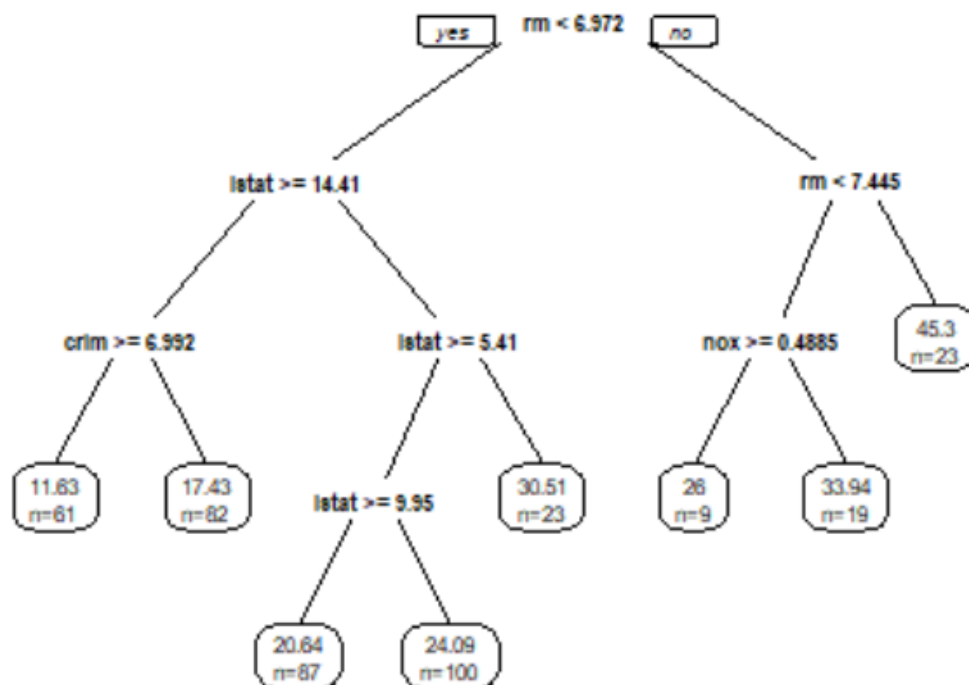 yes
rm < 6.972
no
lstat >= 14.41
rm < 7.445
crim >= 6.992
lstat >= 5.41
nox >= 0.4885
45.3
n=23
11.63
n=61
17.43
n=82
lstat >= 9.95
30.51
n=23
26
n=9
33.94
n=19
20.64
n=87
24.09
n=100